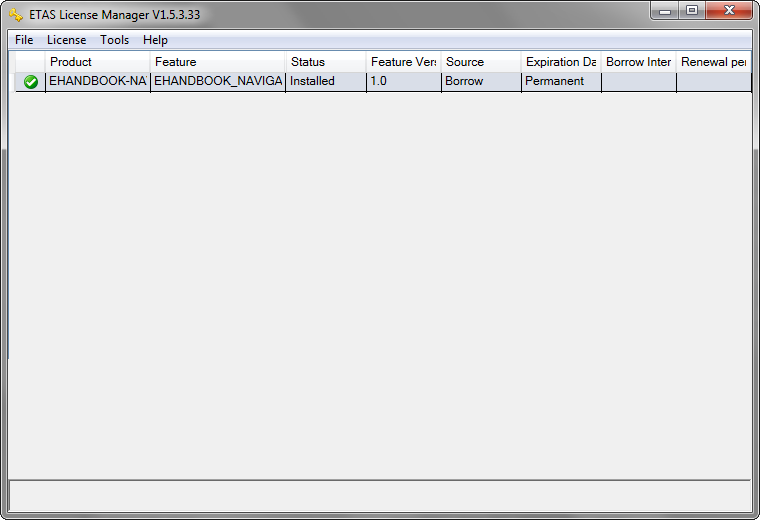 ETAS License Manager V1.5.3.33
File License Tools Help
Product Feature Status Feature Vers Source Expiration Da Borrow Inter Renewal per
EHANDBOOK-NA EHANDBOOK_NAVIGA Installed 1.0 Borrow Permanent